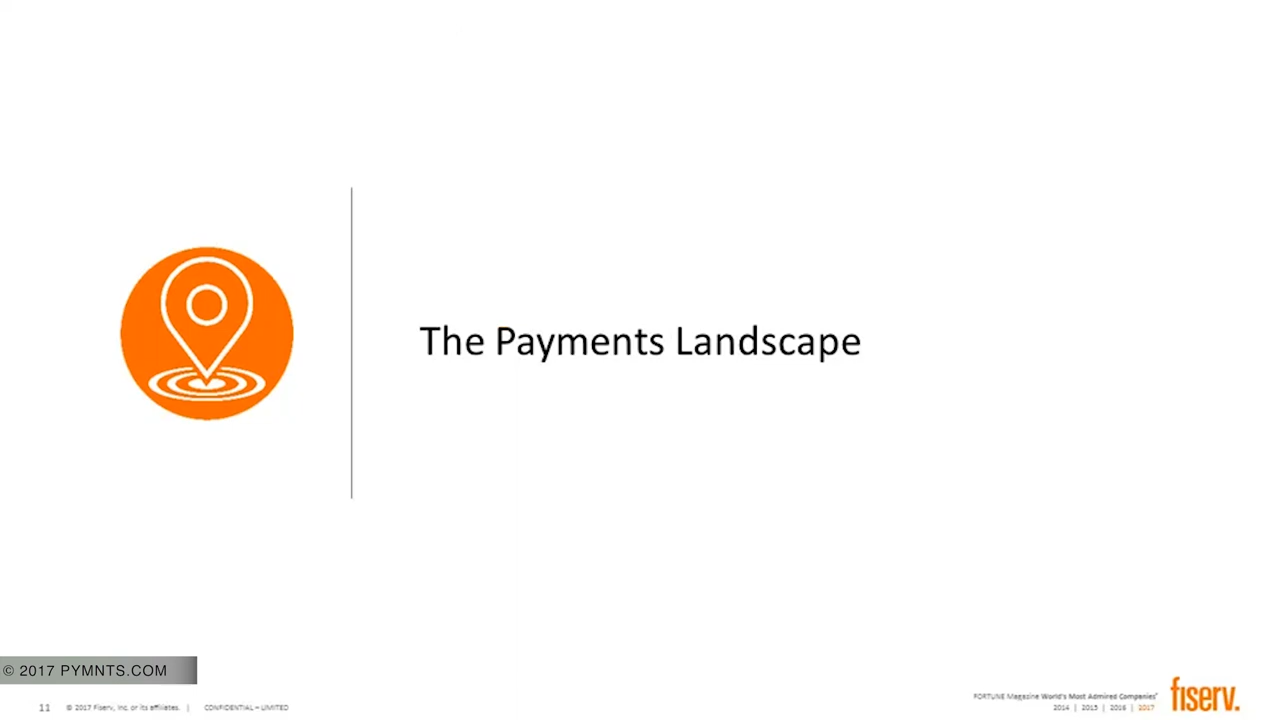 The Payments Landscape
© 2017 PYMNTS.COM
11 © 2017 Fiserv, Inc. or its affiliates. | CONFIDENTIAL – LIMITED
FORTUNE Magazine World's Most Admired Companies®
2014 | 2015 | 2016 | 2017
fiserv.